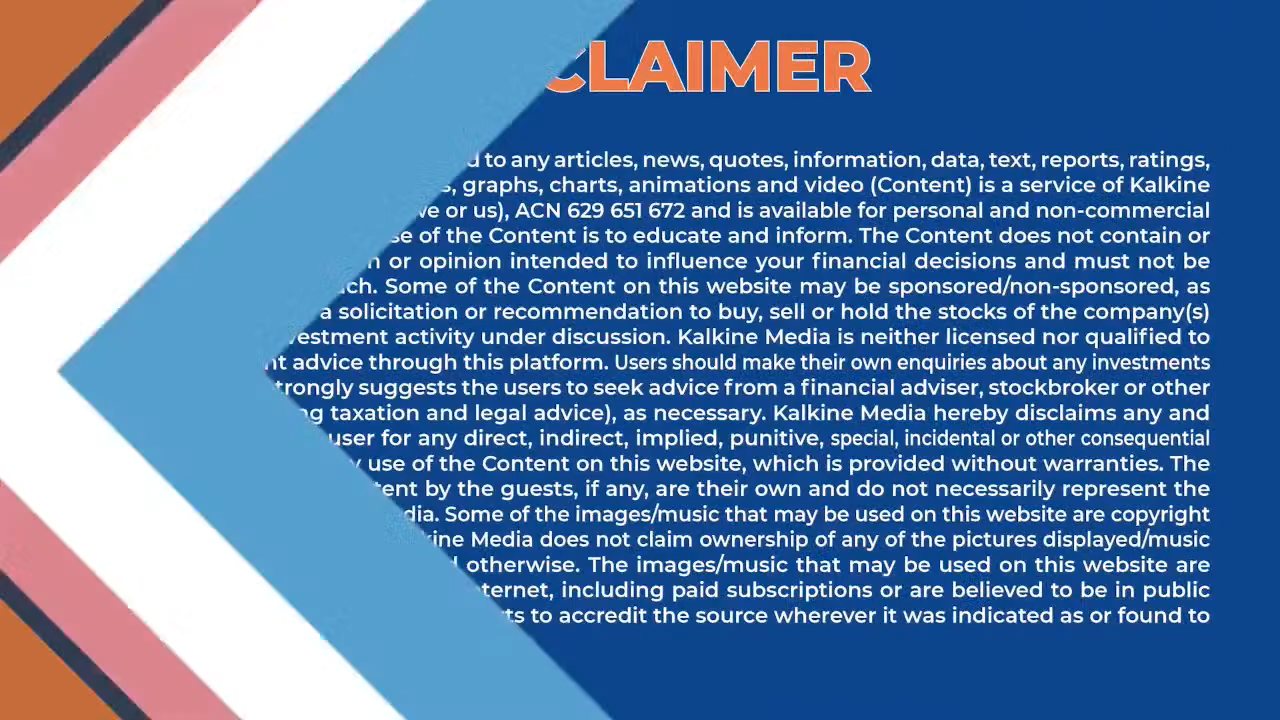 CLAIMER
to any articles, news, quotes, information, data, text, reports, ratings,
graphs, charts, animations and video (Content) is a service of Kalkine
or us), ACN 629 651 672 and is available for personal and non-commercial
of the Content is to educate and inform. The Content does not contain or
or opinion intended to influence your financial decisions and must not be
Some of the Content on this website may be sponsored/non-sponsored, as
a solicitation or recommendation to buy, sell or hold the stocks of the company(s)
vestment activity under discussion. Kalkine Media is neither licensed nor qualified to
nt advice through this platform. Users should make their own enquiries about any investments
trongly suggests the users to seek advice from a financial adviser, stockbroker or other
ng taxation and legal advice), as necessary. Kalkine Media hereby disclaims any and
user for any direct, indirect, implied, punitive, special, incidental or other consequential
y use of the Content on this website, which is provided without warranties. The
tent by the guests, if any, are their own and do not necessarily represent the
dia. Some of the images/music that may be used on this website are copyright
kine Media does not claim ownership of any of the pictures displayed/music
otherwise. The images/music that may be used on this website are
ternet, including paid subscriptions or are believed to be in public
ts to accredit the source wherever it was indicated as or found to